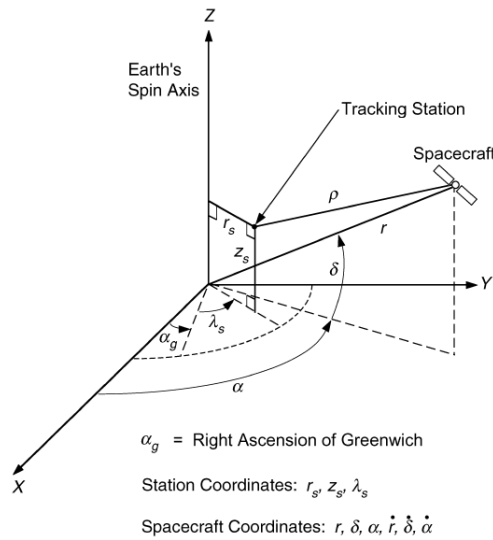 Z
Earth's
Spin Axis
Tracking Station
Spacecraft
ρ
r
r_s
z_s
δ
Y
λ_s
α_g
α
X
α_g = Right Ascension of Greenwich
Station Coordinates: r_s, z_s, λ_s
Spacecraft Coordinates: r, δ, α, ṙ, δ̇, α̇